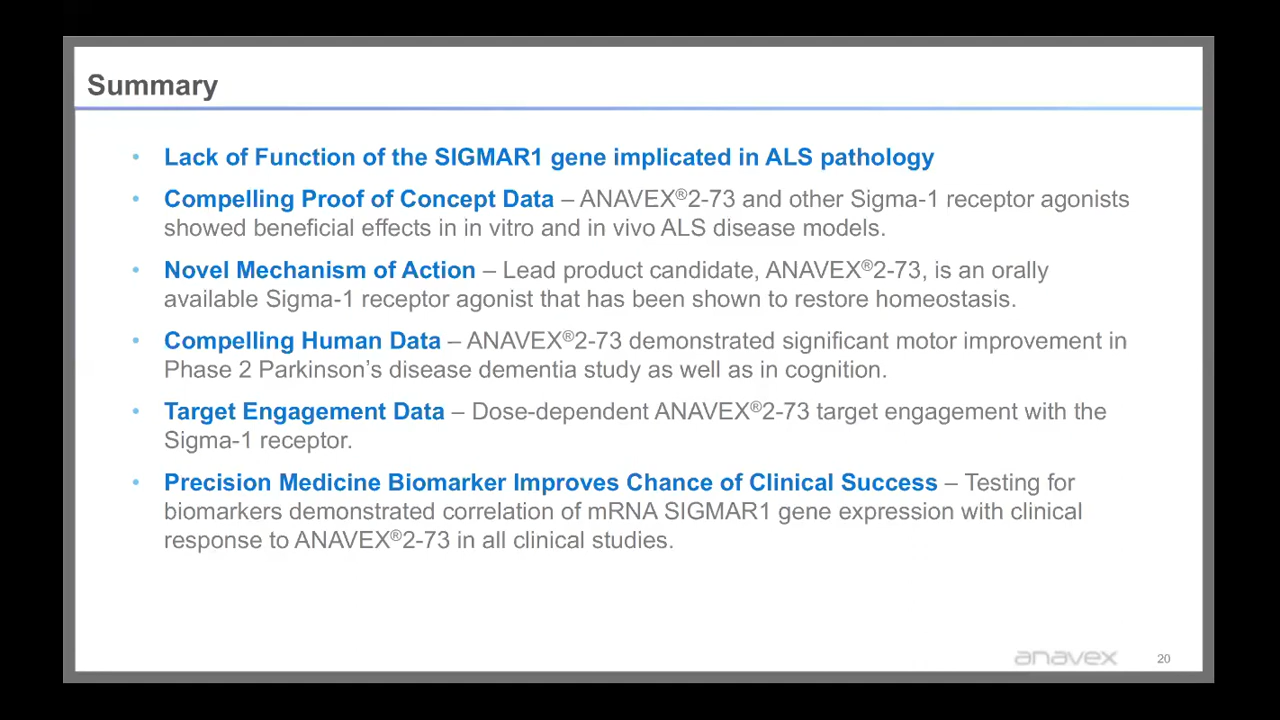 Summary
• Lack of Function of the SIGMAR1 gene implicated in ALS pathology
• Compelling Proof of Concept Data – ANAVEX®2-73 and other Sigma-1 receptor agonists
showed beneficial effects in in vitro and in vivo ALS disease models.
• Novel Mechanism of Action – Lead product candidate, ANAVEX®2-73, is an orally
available Sigma-1 receptor agonist that has been shown to restore homeostasis.
• Compelling Human Data – ANAVEX®2-73 demonstrated significant motor improvement in
Phase 2 Parkinson’s disease dementia study as well as in cognition.
• Target Engagement Data – Dose-dependent ANAVEX®2-73 target engagement with the
Sigma-1 receptor.
• Precision Medicine Biomarker Improves Chance of Clinical Success – Testing for
biomarkers demonstrated correlation of mRNA SIGMAR1 gene expression with clinical
response to ANAVEX®2-73 in all clinical studies.
anavex 20